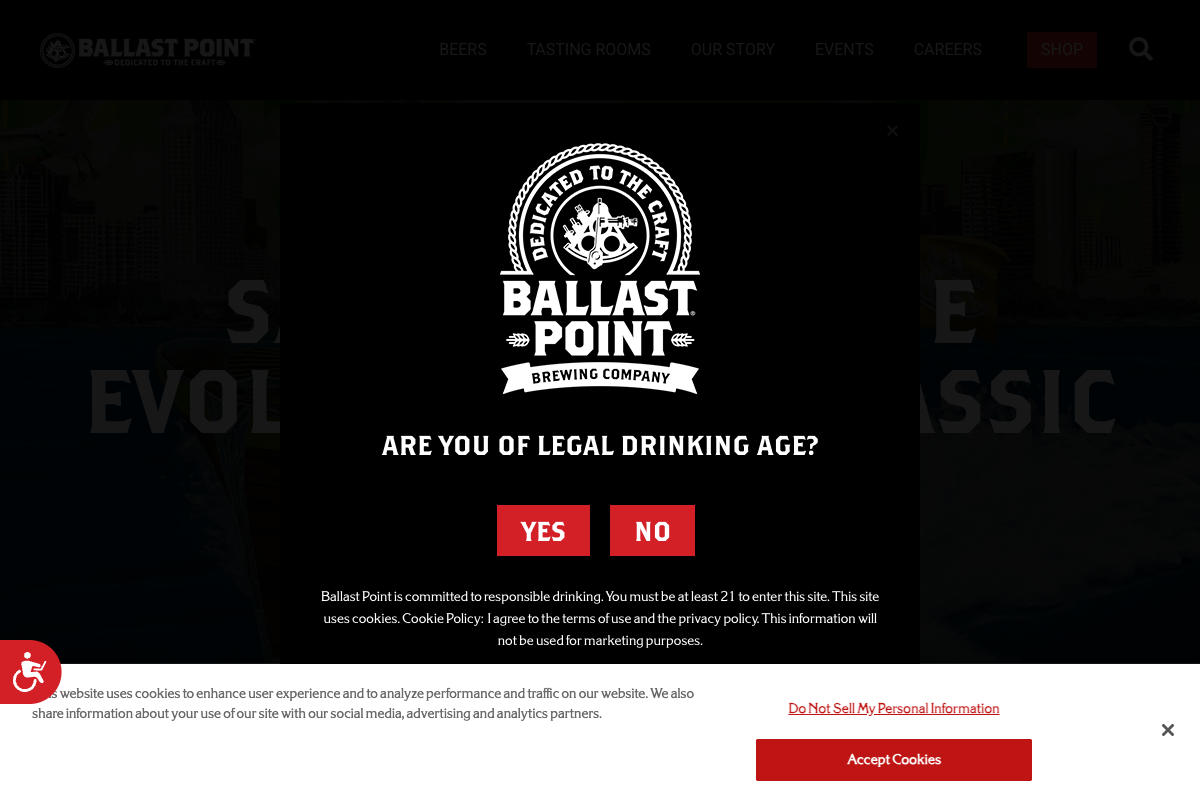 BALLAST POINT
DEDICATED TO THE CRAFT
BEERS
TASTING ROOMS
OUR STORY
EVENTS
CAREERS
SHOP
DEDICATED TO THE CRAFT
BALLAST
POINT
BREWING COMPANY
ARE YOU OF LEGAL DRINKING AGE?
YES
NO
Ballast Point is committed to responsible drinking. You must be at least 21 to enter this site. This site
uses cookies. Cookie Policy: I agree to the terms of use and the privacy policy. This information will
not be used for marketing purposes.
website uses cookies to enhance user experience and to analyze performance and traffic on our website. We also
share information about your use of our site with our social media, advertising and analytics partners.
Do Not Sell My Personal Information
Accept Cookies